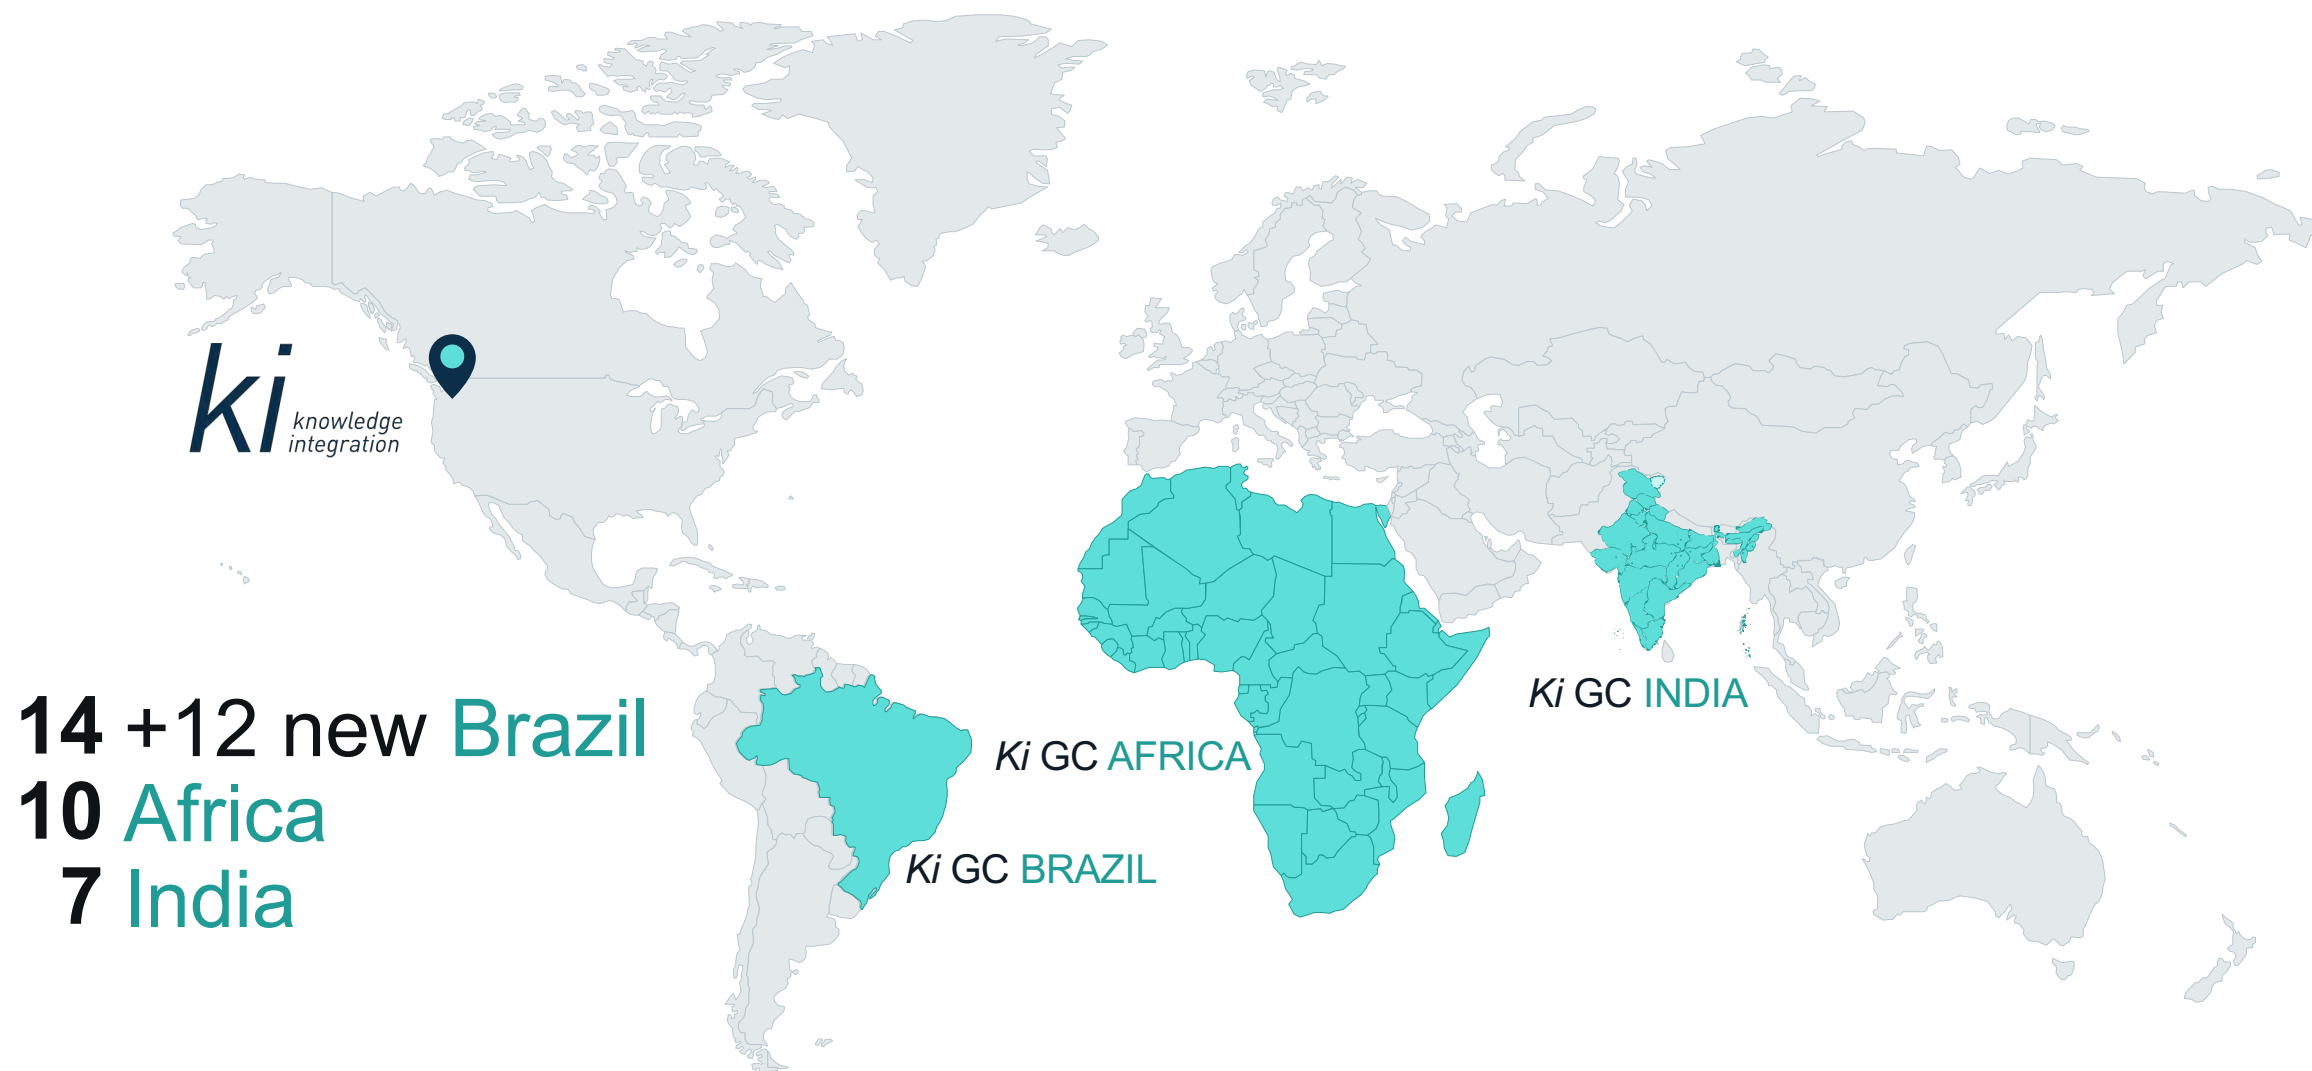 ki knowledge
integration
14 +12 new Brazil
10 Africa
7 India
Ki GC INDIA
Ki GC AFRICA
Ki GC BRAZIL